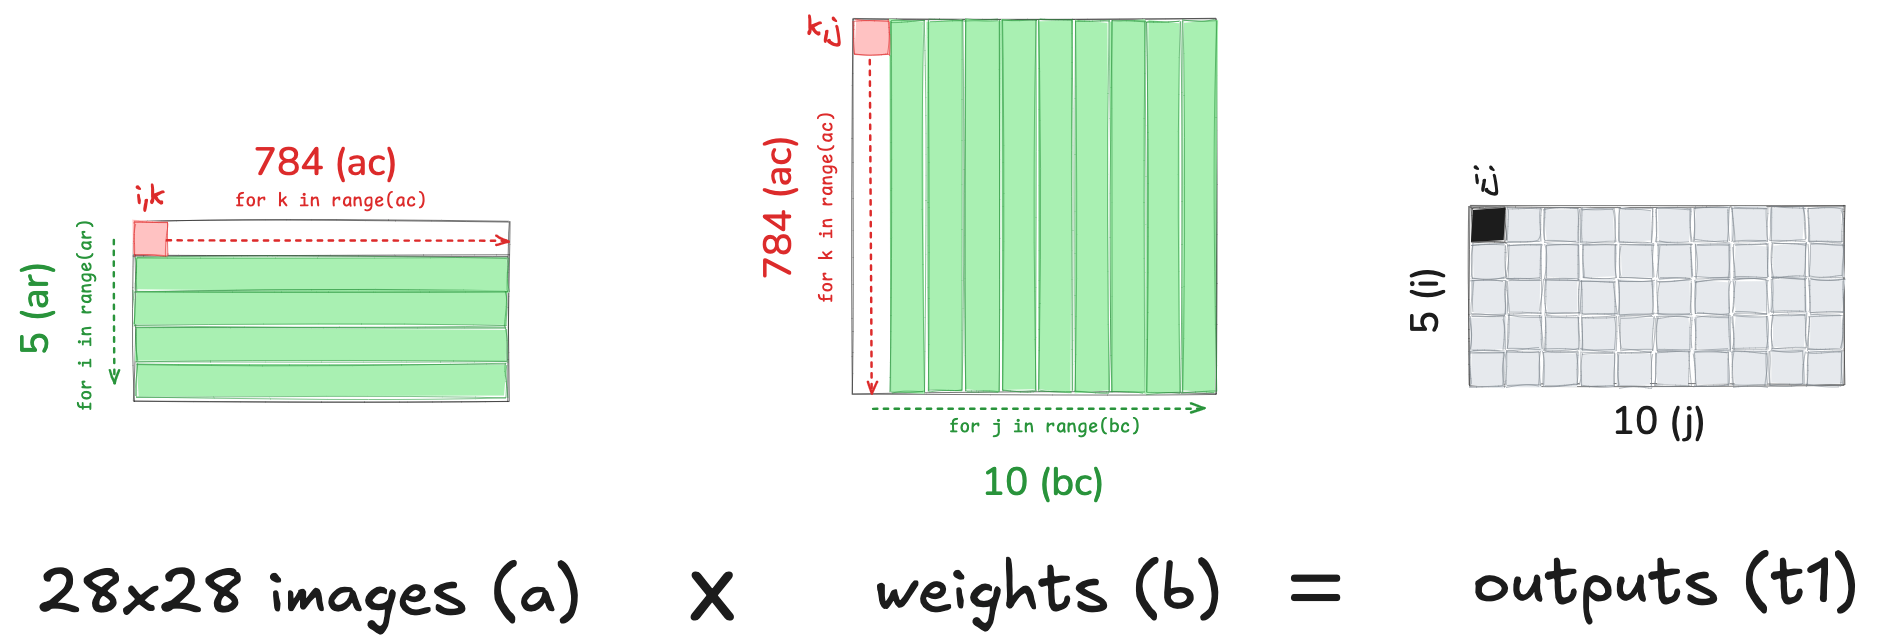 784 (ac)
for k in range(ac)
i,k
5 (ar)
for i in range(ar)
k,j
784 (ac)
for k in range(ac)
for j in range(bc)
10 (bc)
i,j
5 (i)
10 (j)
28x28 images (a) x weights (b) = outputs (t1)